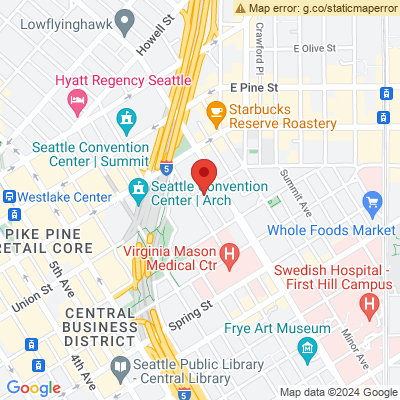 Map error: g.co/staticmaperror
Lowflyinghawk
Howell St
Crawford Pl
E Olive St
Hyatt Regency Seattle
E Pine St
Starbucks
Reserve Roastery
Seattle Convention
Center | Summit
5
Westlake Center
Seattle Convention
Center | Arch
Summit Ave
Whole Foods Market
PIKE PINE
RETAIL CORE
Virginia Mason
Medical Ctr
5th Ave
Union St
Swedish Hospital -
First Hill Campus
CENTRAL
BUSINESS
DISTRICT
Spring St
Frye Art Museum
Minor Ave
4th Ave
Seattle Public Library
- Central Library
5
Google
Map data ©2024 Google